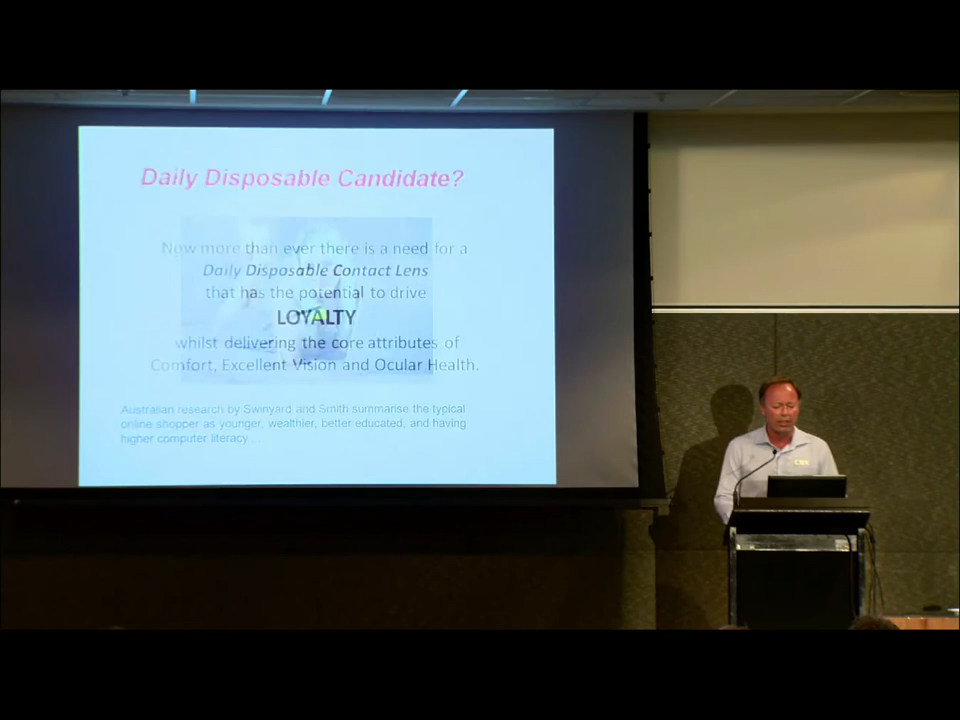 Daily Disposable Candidate?
Now more than ever there is a need for a
Daily Disposable Contact Lens
that has the potential to drive
LOYALTY
whilst delivering the core attributes of
Comfort, Excellent Vision and Ocular Health.
Australian research by Swinyard and Smith summarise the typical
online shopper as younger, wealthier, better educated, and having
higher computer literacy